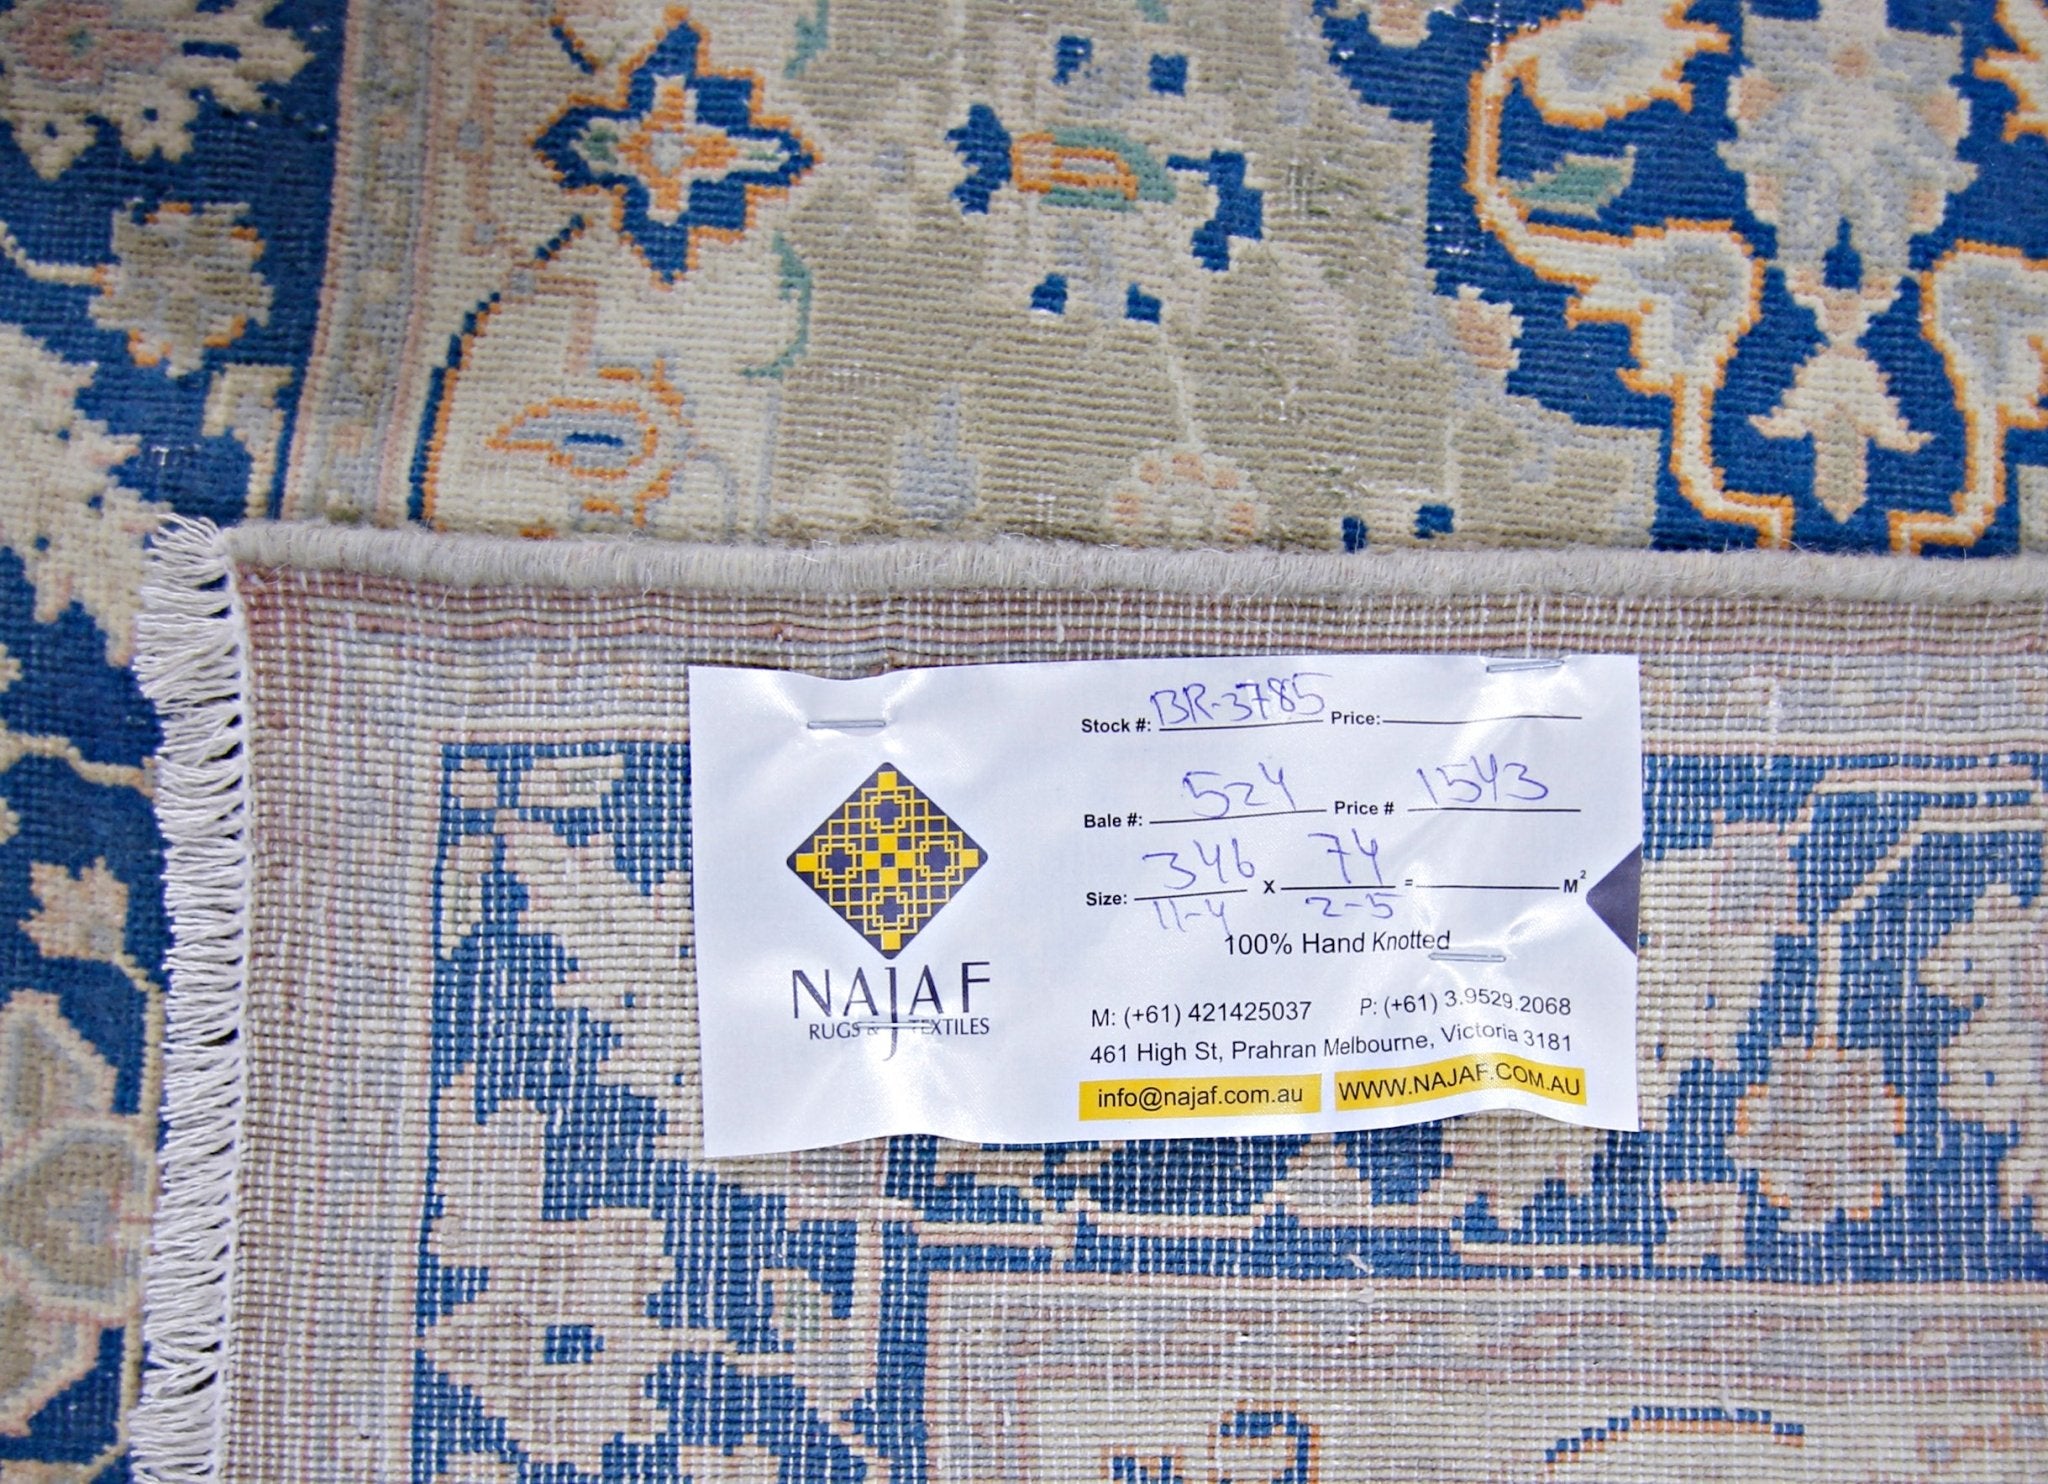 Stock #: BR-3785 Price:
Bale #: 524 Price # 1543
Size: 346 x 74 = M²
11-4 2-5
100% Hand Knotted
NAJAF
RUGS & TEXTILES
M: (+61) 421425037 P: (+61) 3.9529.2068
461 High St, Prahran Melbourne, Victoria 3181
info@najaf.com.au WWW.NAJAF.COM.AU